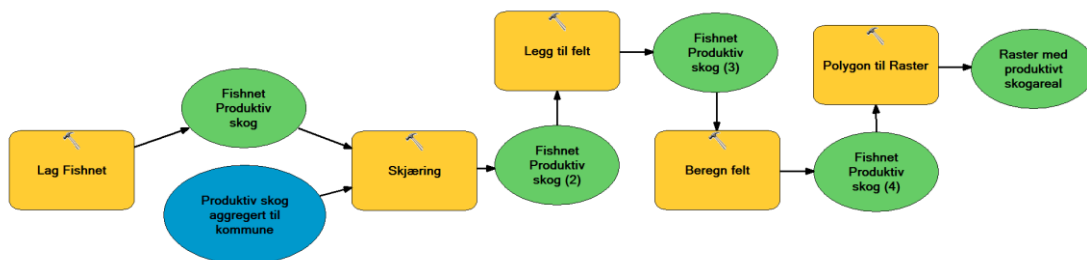 Lag Fishnet
Fishnet
Produktiv
skog
Produktiv skog
aggregert til
kommune
Skjæring
Fishnet
Produktiv
skog (2)
Legg til felt
Fishnet
Produktiv
skog (3)
Beregn felt
Fishnet
Produktiv
skog (4)
Polygon til Raster
Raster med
produktivt
skogareal